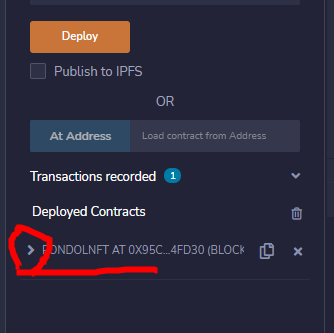 Deploy
Publish to IPFS
OR
At Address Load contract from Address
Transactions recorded 1
Deployed Contracts
PONDOLNFT AT 0X95C...4FD30 (BLOCK